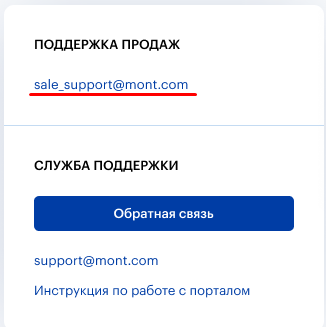 ПОДДЕРЖКА ПРОДАЖ
sale_support@mont.com
СЛУЖБА ПОДДЕРЖКИ
Обратная связь
support@mont.com
Инструкция по работе с порталом